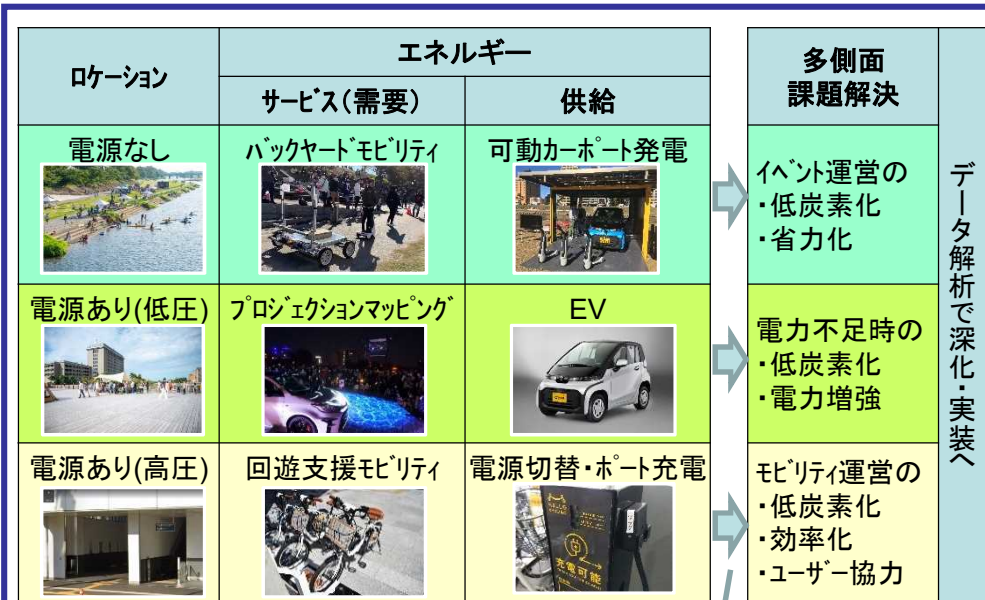 ロケーション
エネルギー
サービス(需要)
供給
多側面
課題解決
電源なし
バックヤードモビリティ
可動カーポート発電
イベント運営の
・低炭素化
・省力化
電源あり(低圧)
プロジェクションマッピング
EV
電力不足時の
・低炭素化
・電力増強
電源あり(高圧)
回遊支援モビリティ
電源切替・ポート充電
充電可能
モビリティ運営の
・低炭素化
・効率化
・ユーザー協力
データ解析で深化・実装へ